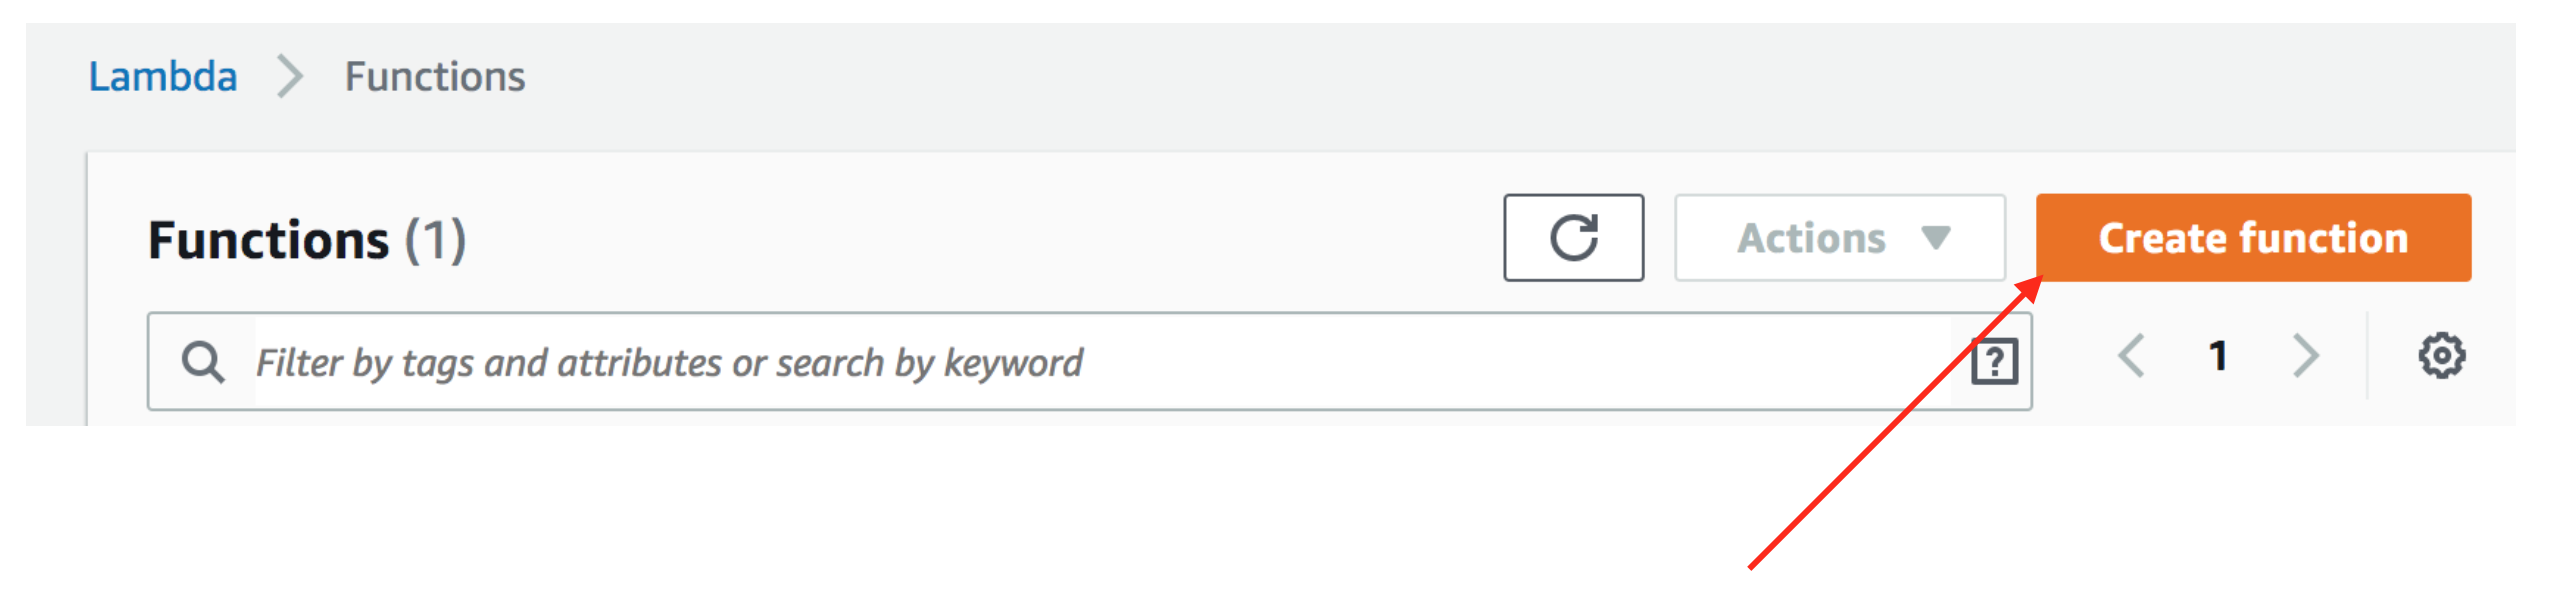 Lambda > Functions
Functions (1)
Actions
Create function
Filter by tags and attributes or search by keyword
?
< 1 >